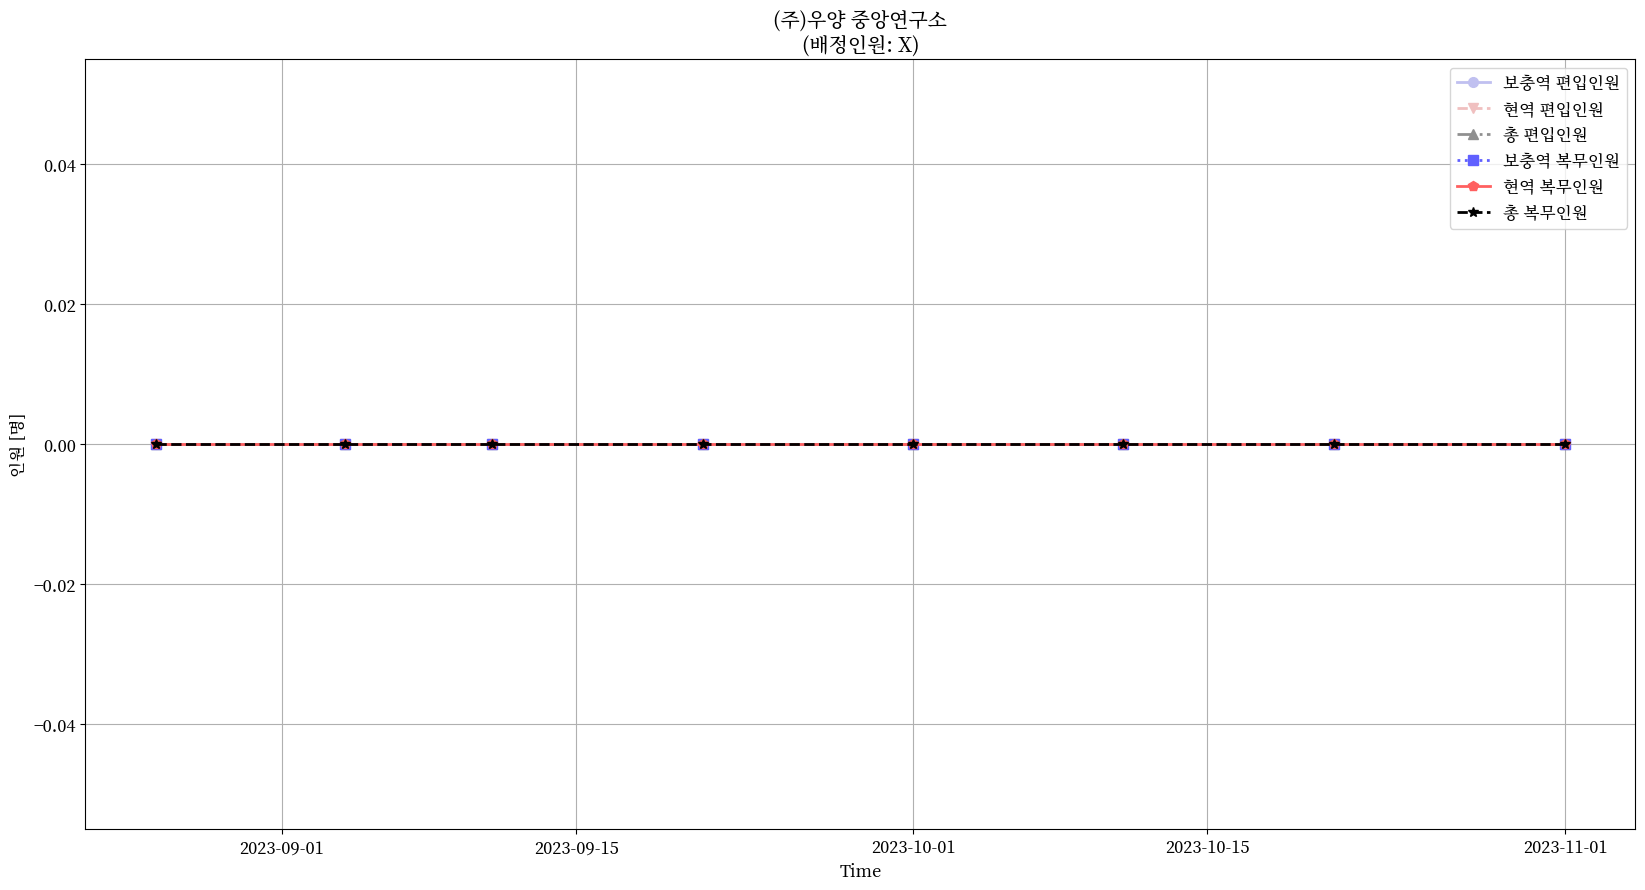 (주)우양 중앙연구소
(배정인원: X)
보충역 편입인원
현역 편입인원
총 편입인원
보충역 복무인원
현역 복무인원
총 복무인원
인원 [명]
0.04
0.02
0.00
−0.02
−0.04
2023-09-01
2023-09-15
2023-10-01
2023-10-15
2023-11-01
Time